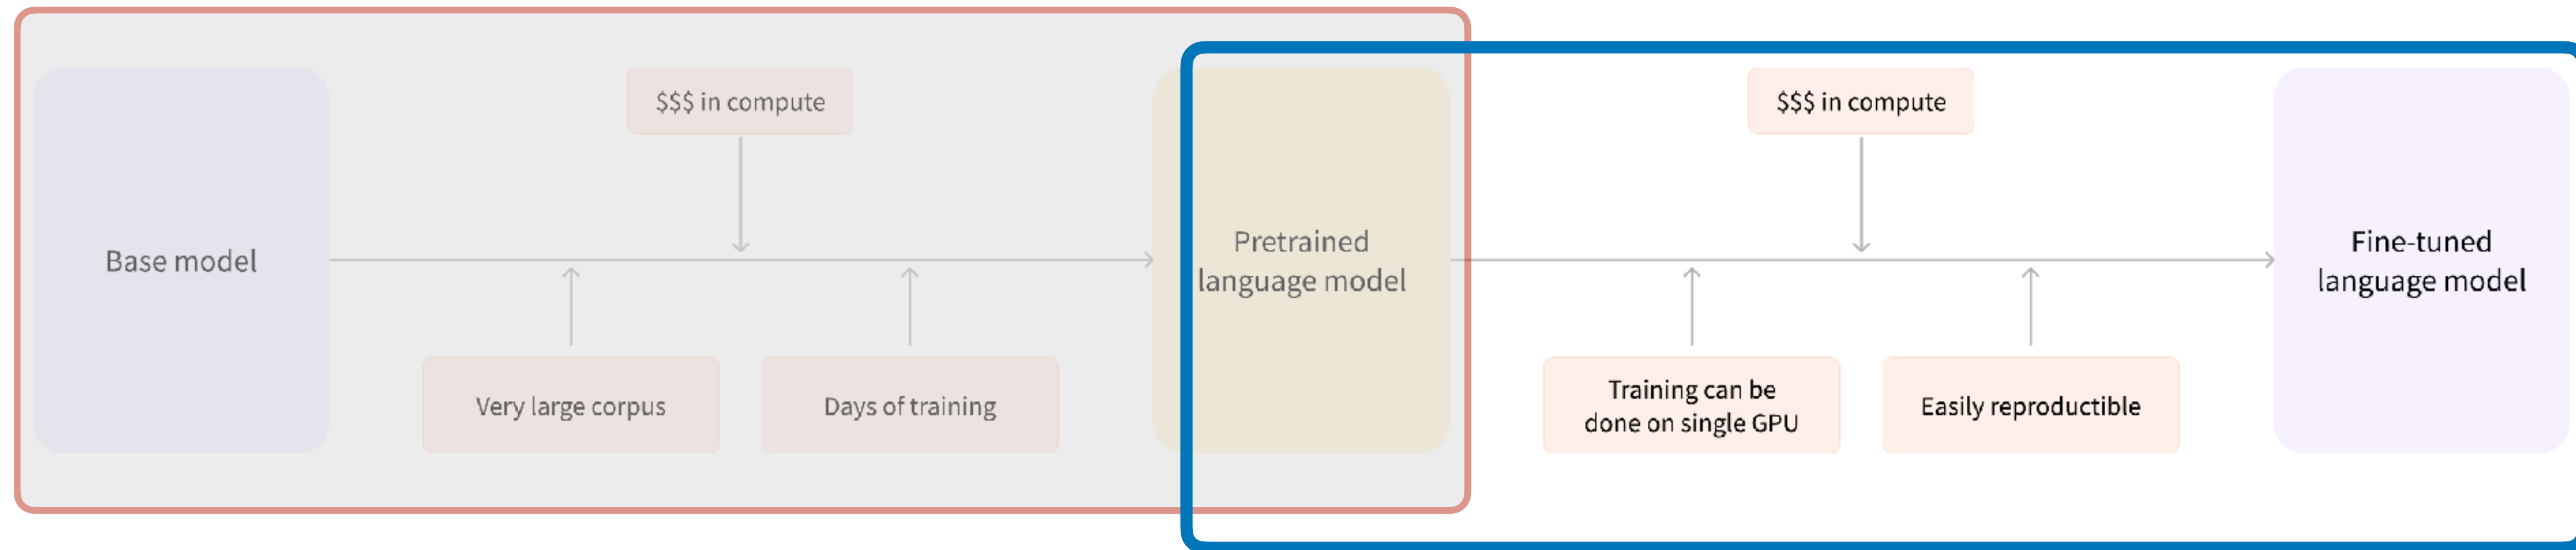 $$$ in compute
Base model
Very large corpus
Days of training
Pretrained
language model
$$$ in compute
Training can be
done on single GPU
Easily reproductible
Fine-tuned
language model